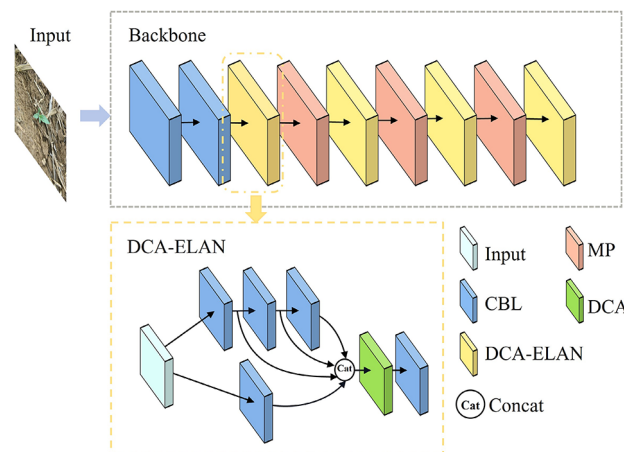 Input
Backbone
DCA-ELAN
Cat
Input
MP
CBL
DCA
DCA-ELAN
Cat Concat